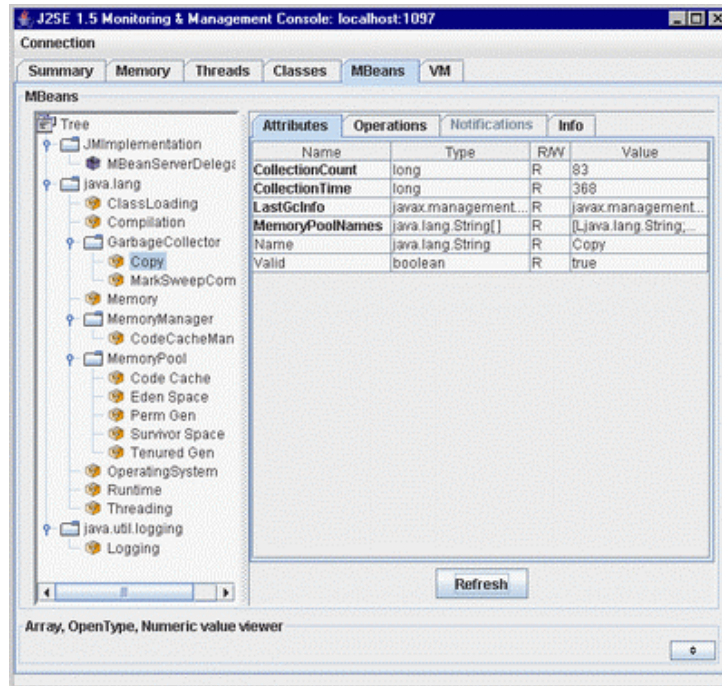 J2SE 1.5 Monitoring & Management Console: localhost:1097
Connection
Summary Memory Threads Classes MBeans VM
MBeans
Tree
JMImplementation
MBeanServerDelega
java.lang
ClassLoading
Compilation
GarbageCollector
Copy
MarkSweepCom
Memory
MemoryManager
CodeCacheMan
MemoryPool
Code Cache
Eden Space
Perm Gen
Survivor Space
Tenured Gen
OperatingSystem
Runtime
Threading
java.util.logging
Logging
Attributes Operations Notifications Info
Name Type R/W Value
CollectionCount long R 83
CollectionTime long R 368
LastGcInfo javax.management... R javax.management...
MemoryPoolNames java.lang.String[] R [Ljava.lang.String;...
Name java.lang.String R Copy
Valid boolean R true
Refresh
Array, OpenType, Numeric value viewer